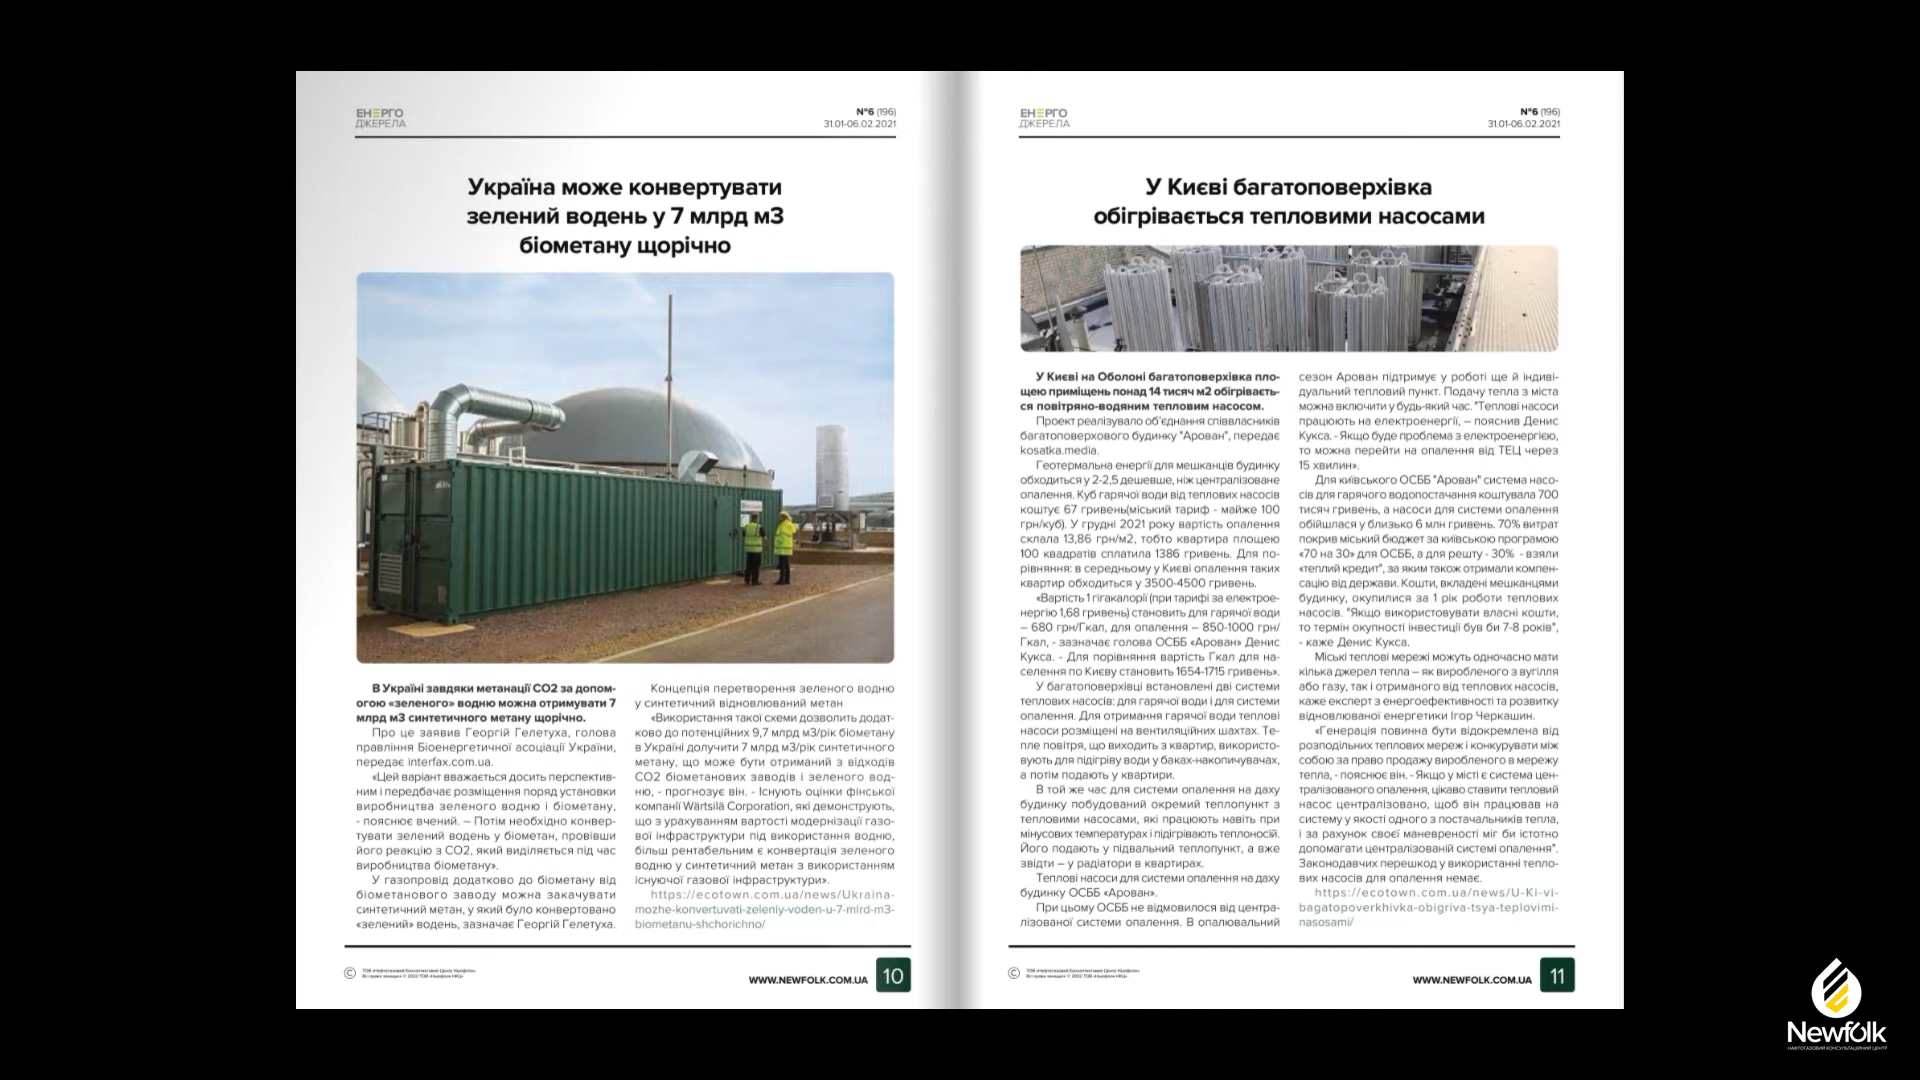 ЕНЕРГО
ДЖЕРЕЛА
№6 (196)
31.01-06.02.2021
Україна може конвертувати
зелений водень у 7 млрд м3
біометану щорічно
В Україні завдяки метанації СО2 за допом-
огою «зеленого» водню можна отримувати 7
млрд м3 синтетичного метану щорічно.
Про це заявив Георгій Гелетуха, голова
правління Біоенергетичної асоціації України,
передає interfax.com.ua.
«Цей варіант вважається досить перспектив-
ним і передбачає розміщення поряд установки
виробництва зеленого водню і біометану,
- пояснює вчений. – Потім необхідно конвер-
тувати зелений водень у біометан, провівши
його реакцію з СО2, який виділяється під час
виробництва біометану».
У газопровід додатково до біометану від
біометанового заводу можна закачувати
синтетичний метан, у який було конвертовано
«зелений» водень, зазначає Георгій Гелетуха.
Концепція перетворення зеленого водню
у синтетичний відновлюваний метан
«Використання такої схеми дозволить додат-
ково до потенційних 9,7 млрд м3/рік біометану
в Україні долучити 7 млрд м3/рік синтетичного
метану, що може бути отриманий з відходів
СО2 біометанових заводів і зеленого вод-
ню, - прогнозує він. - Існують оцінки фінської
компанії Wärtsilä Corporation, які демонструють,
що з урахуванням вартості модернізації газо-
вої інфраструктури під використання водню,
більш рентабельним є конвертація зеленого
водню у синтетичний метан з використанням
існуючої газової інфраструктури».
https://ecotown.com.ua/news/Ukraina-
mozhe-konvertuvati-zeleniy-voden-u-7-mlrd-m3-
biometanu-shchorichno/
© ТОВ «Нафтогазовий Консалтинговий Центр Ньюфолк»
Всі права захищені © 2022 ТОВ «Ньюфолк НКЦ»
WWW.NEWFOLK.COM.UA 10
ЕНЕРГО
ДЖЕРЕЛА
№6 (196)
31.01-06.02.2021
У Києві багатоповерхівка
обігрівається тепловими насосами
У Києві на Оболоні багатоповерхівка пло-
щею приміщень понад 14 тисяч м2 обігріваєть-
ся повітряно-водяним тепловим насосом.
Проект реалізувало об'єднання співвласників
багатоповерхового будинку "Арован", передає
kosatka.media.
Геотермальна енергії для мешканців будинку
обходиться у 2-2,5 дешевше, ніж централізоване
опалення. Куб гарячої води від теплових насосів
коштує 67 гривень(міський тариф - майже 100
грн/куб). У грудні 2021 року вартість опалення
склала 13,86 грн/м2, тобто квартира площею
100 квадратів сплатила 1386 гривень. Для по-
рівняння: в середньому у Києві опалення таких
квартир обходиться у 3500-4500 гривень.
«Вартість 1 гігакалорії (при тарифі за електрое-
нергію 1,68 гривень) становить для гарячої води
– 680 грн/Гкал, для опалення – 850-1000 грн/
Гкал, - зазначає голова ОСББ «Арован» Денис
Кукса. - Для порівняння вартість Гкал для на-
селення по Києву становить 1654-1715 гривень».
У багатоповерхівці встановлені дві системи
теплових насосів: для гарячої води і для системи
опалення. Для отримання гарячої води теплові
насоси розміщені на вентиляційних шахтах. Те-
пле повітря, що виходить з квартир, використо-
вують для підігріву води у баках-накопичувачах,
а потім подають у квартири.
В той же час для системи опалення на даху
будинку побудований окремий теплопункт з
тепловими насосами, які працюють навіть при
мінусових температурах і підігрівають теплоносій.
Його подають у підвальний теплопункт, а вже
звідти – у радіатори в квартирах.
Теплові насоси для системи опалення на даху
будинку ОСББ «Арован».
При цьому ОСББ не відмовилося від центра-
лізованої системи опалення. В опалювальний
сезон Арован підтримує у роботі ще й індиві-
дуальний тепловий пункт. Подачу тепла з міста
можна включити у будь-який час. "Теплові насоси
працюють на електроенергії, – пояснив Денис
Кукса. - Якщо буде проблема з електроенергією,
то можна перейти на опалення від ТЕЦ через
15 хвилин».
Для київського ОСББ "Арован" система насо-
сів для гарячого водопостачання коштувала 700
тисяч гривень, а насоси для системи опалення
обійшлася у близько 6 млн гривень. 70% витрат
покрив міський бюджет за київською програмою
«70 на 30» для ОСББ, а для решту - 30% - взяли
«теплий кредит", за яким також отримали компен-
сацію від держави. Кошти, вкладені мешканцями
будинку, окупилися за 1 рік роботи теплових
насосів. "Якщо використовувати власні кошти,
то термін окупності інвестиції був би 7-8 років",
- каже Денис Кукса.
Міські теплові мережі можуть одночасно мати
кілька джерел тепла – як виробленого з вугілля
або газу, так і отриманого від теплових насосів,
каже експерт з енергоефективності та розвитку
відновлюваної енергетики Ігор Черкашин.
«Генерація повинна бути відокремлена від
розподільних теплових мереж і конкурувати між
собою за право продажу виробленого в мережу
тепла, - пояснює він. - Якщо у місті є система цен-
тралізованого опалення, цікаво ставити тепловий
насос централізовано, щоб він працював на
систему у якості одного з постачальників тепла,
і за рахунок своєї маневреності міг би істотно
допомагати централізованій системі опалення".
Законодавчих перешкод у використанні тепло-
вих насосів для опалення немає.
https://ecotown.com.ua/news/U-Ki-vi-
bagatopoverkhivka-obigriva-tsya-teplovimi-
nasosami/
© ТОВ «Нафтогазовий Консалтинговий Центр Ньюфолк»
Всі права захищені © 2022 ТОВ «Ньюфолк НКЦ»
WWW.NEWFOLK.COM.UA 11
Newfolk
НАФТОГАЗОВИЙ КОНСУЛЬТАЦІЙНИЙ ЦЕНТР